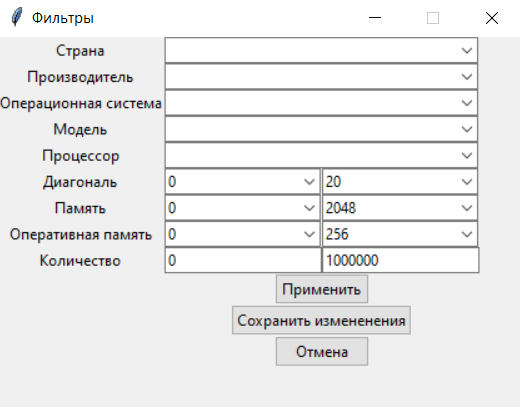 Фильтры
Страна
Производитель
Операционная система
Модель
Процессор
Диагональ 0 20
Память 0 2048
Оперативная память 0 256
Количество 0 1000000
Применить
Сохранить измененения
Отмена